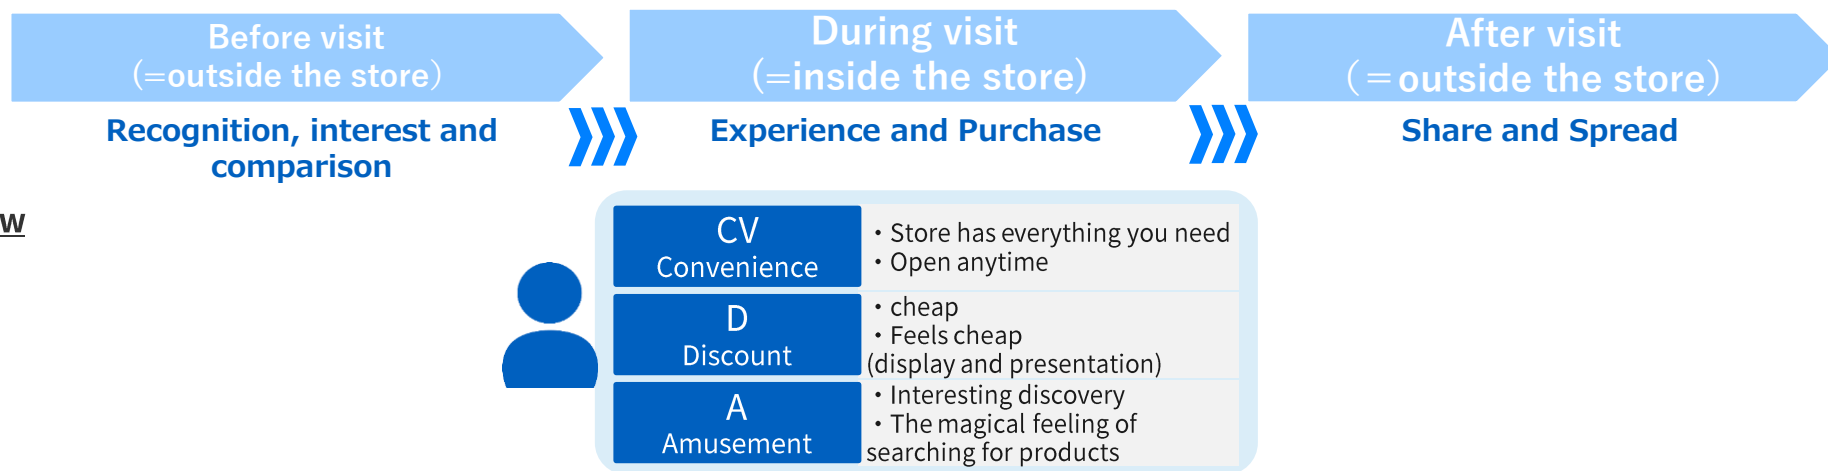 Before visit
(=outside the store)
During visit
(=inside the store)
After visit
(＝outside the store)
Recognition, interest and
comparison
Experience and Purchase
Share and Spread
w
CV
Convenience
・Store has everything you need
・Open anytime
D
Discount
・cheap
・Feels cheap
(display and presentation)
A
Amusement
・Interesting discovery
・The magical feeling of
searching for products